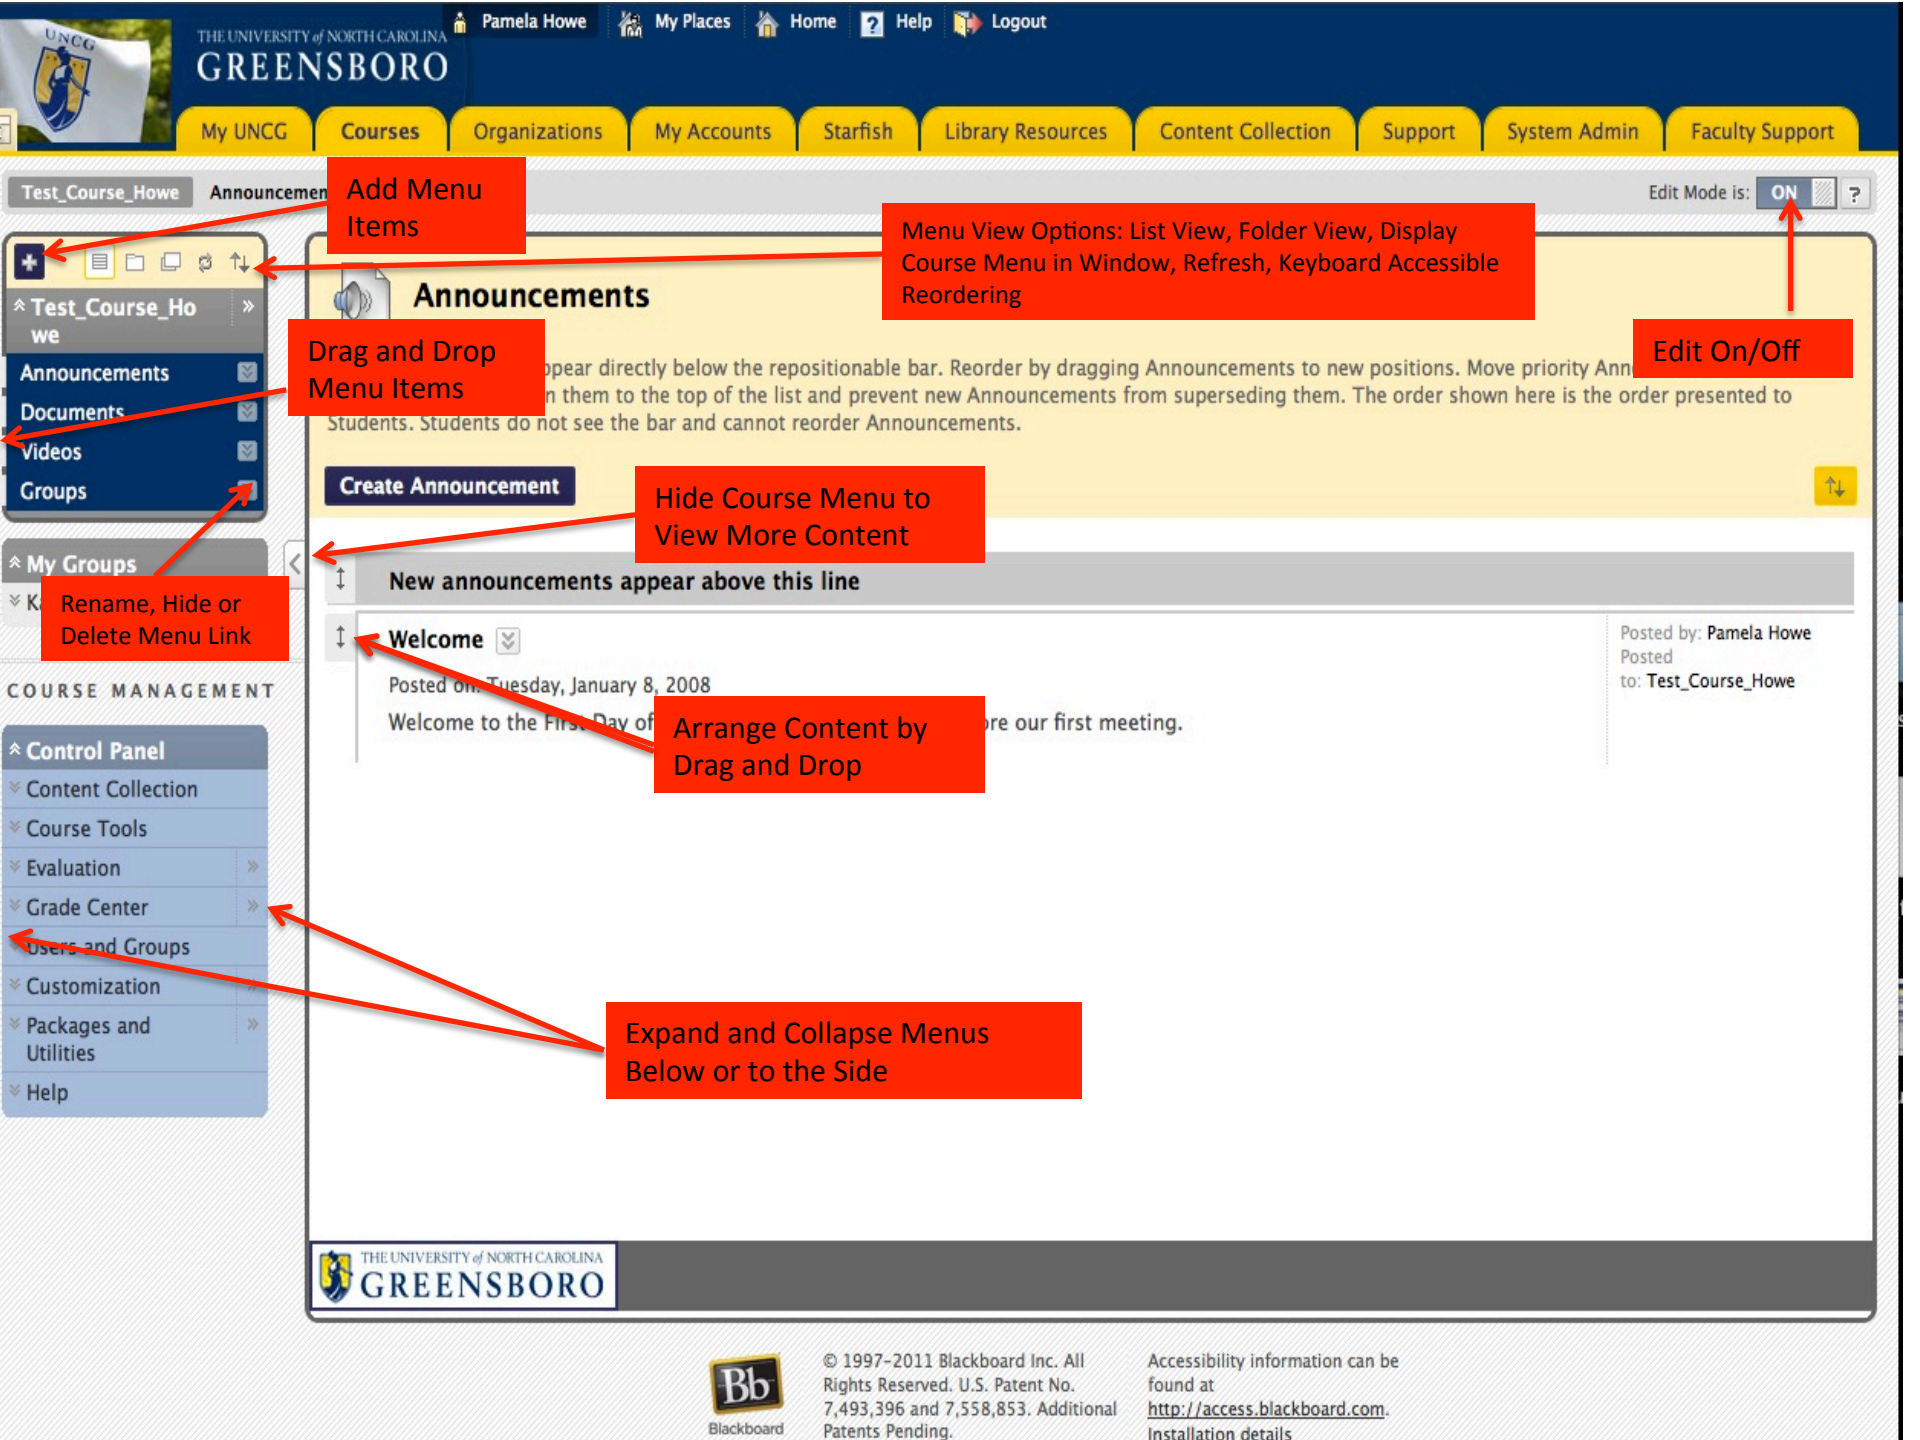 UNCG
THE UNIVERSITY of NORTH CAROLINA
GREENSBORO
Pamela Howe
My Places
Home
Help
Logout
My UNCG
Courses
Organizations
My Accounts
Starfish
Library Resources
Content Collection
Support
System Admin
Faculty Support
Test_Course_Howe
Edit Mode is:
ON
?
Add Menu
Items
Menu View Options: List View, Folder View, Display
Course Menu in Window, Refresh, Keyboard Accessible
Reordering
Edit On/Off
Test_Course_Ho
we
Announcements
Documents
Videos
Groups
Drag and Drop
Menu Items
Announcements
directly below the repositionable bar. Reorder by dragging Announcements to new positions. Move priority
them to the top of the list and prevent new Announcements from superseding them. The order shown here is the order presented to
Students. Students do not see the bar and cannot reorder Announcements.
Create Announcement
Hide Course Menu to
View More Content
My Groups
Rename, Hide or
Delete Menu Link
New announcements appear above this line
Welcome
Posted on: Tuesday, January 8, 2008
Welcome to the First Day of
our first meeting.
Posted by: Pamela Howe
Posted
to: Test_Course_Howe
Arrange Content by
Drag and Drop
COURSE MANAGEMENT
Control Panel
Content Collection
Course Tools
Evaluation
Grade Center
Users and Groups
Customization
Packages and
Utilities
Help
Expand and Collapse Menus
Below or to the Side
THE UNIVERSITY of NORTH CAROLINA
GREENSBORO
Bb
Blackboard
© 1997-2011 Blackboard Inc. All
Rights Reserved. U.S. Patent No.
7,493,396 and 7,558,853. Additional
Patents Pending.
Accessibility information can be
found at
http://access.blackboard.com.
Installation details